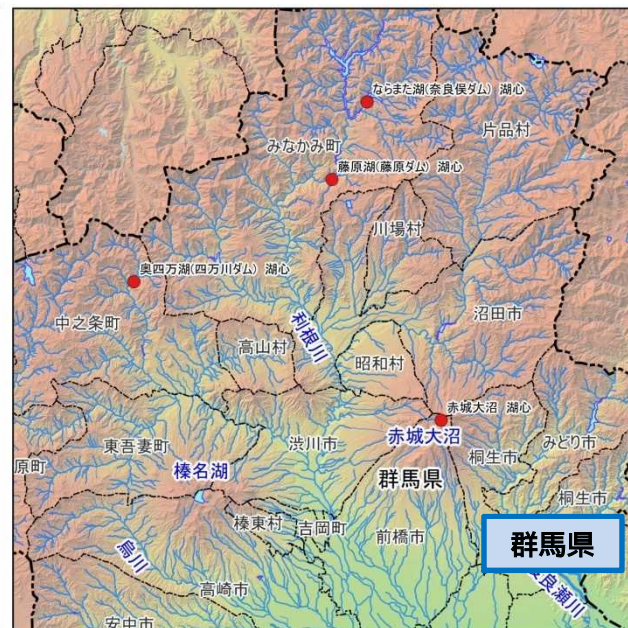 ならまた湖(奈良俣ダム) 湖心
片品村
みなかみ町
藤原湖(藤原ダム) 湖心
川場村
奥四万湖(四万川ダム) 湖心
中之条町
利根川
沼田市
高山村
昭和村
赤城大沼 湖心
赤城大沼
東吾妻町
渋川市
みどり市
桐生市
原町
榛名湖
群馬県
桐生市
榛東村
吉岡町
前橋市
群馬県
烏川
良瀬川
高崎市
安中市